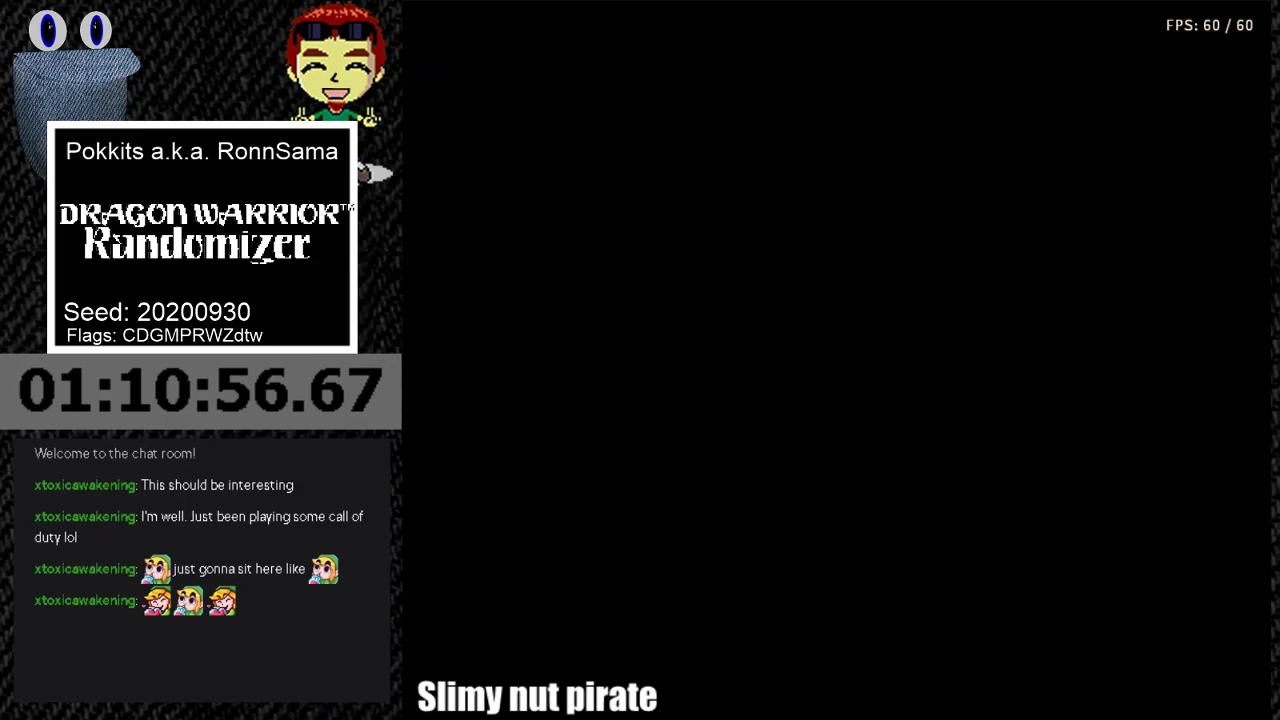 FPS: 60 / 60
Pokkits a.k.a. RonnSama
DRAGON WARRIOR™
Randomizer
Seed: 20200930
Flags: CDGMPRWZdtw
01:10:56.67
Welcome to the chat room!
xtoxicawakening: This should be interesting
xtoxicawakening: I'm well. Just been playing some call of
duty lol
xtoxicawakening: just gonna sit here like
xtoxicawakening:
Slimy nut pirate